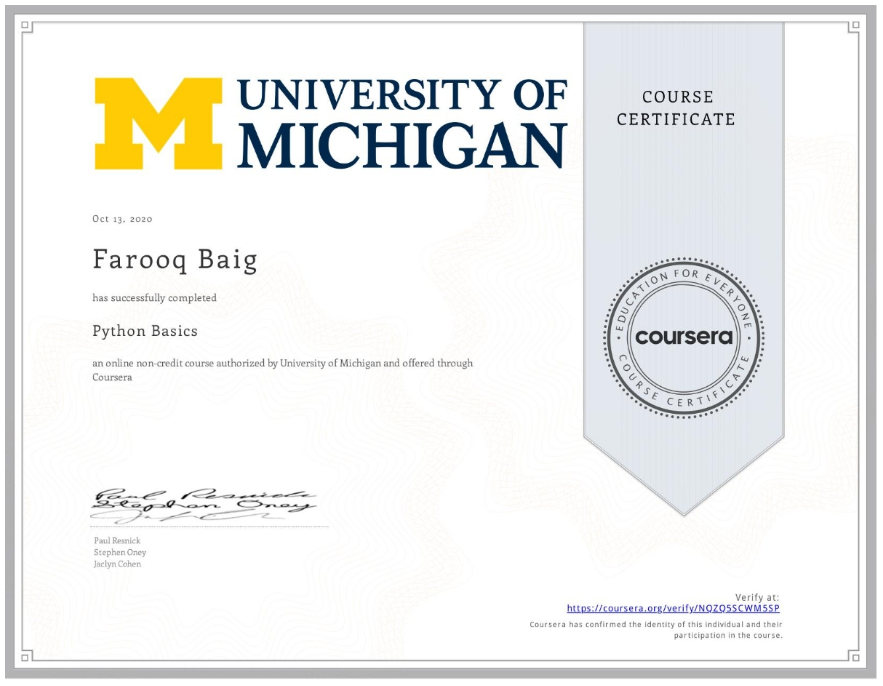 UNIVERSITY OF
MICHIGAN
COURSE
CERTIFICATE
Oct 13, 2020
Farooq Baig
has successfully completed
Python Basics
an online non-credit course authorized by University of Michigan and offered through
Coursera
EDUCATION FOR EVERYONE
coursera
COURSE CERTIFICATE
Paul Resnick
Stephen Oney
Paul Resnick
Stephen Oney
Jaclyn Cohen
Verify at:
https://coursera.org/verify/NQZQ5SCWM5SP
Coursera has confirmed the identity of this individual and their
participation in the course.